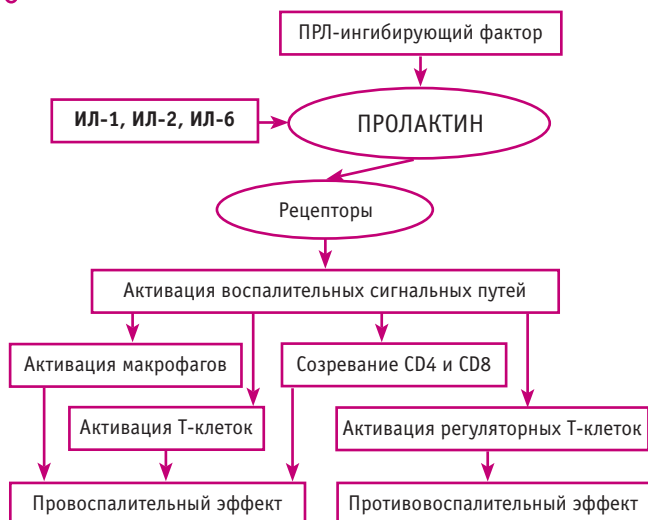 ПРЛ-ингибирующий фактор
ИЛ-1, ИЛ-2, ИЛ-6
ПРОЛАКТИН
Рецепторы
Активация воспалительных сигнальных путей
Активация макрофагов
Созревание CD4 и CD8
Активация Т-клеток
Активация регуляторных Т-клеток
Провоспалительный эффект
Противовоспалительный эффект